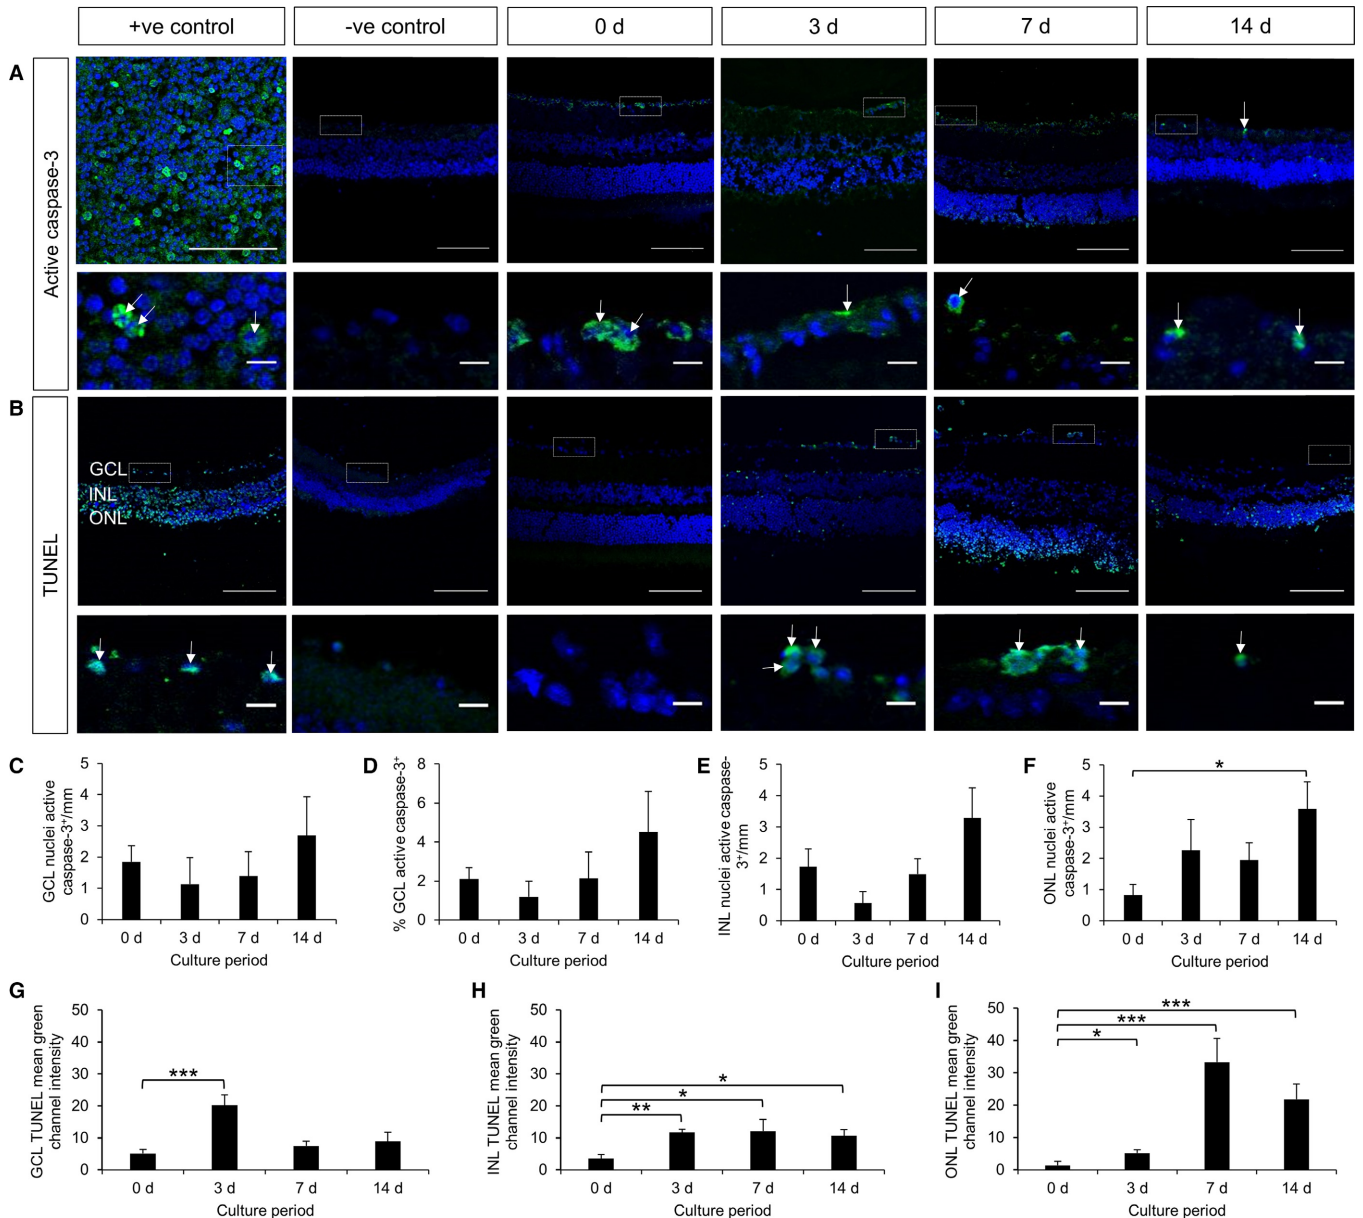 +ve control
-ve control
0 d
3 d
7 d
14 d
A
Active caspase-3
B
TUNEL
GCL
INL
ONL
C
GCL nuclei active
caspase-3⁺/mm
5
4
3
2
1
0
0 d 3 d 7 d 14 d
Culture period
D
% GCL active caspase-3⁺
8
6
4
2
0
0 d 3 d 7 d 14 d
Culture period
E
INL nuclei active caspase-
3⁺/mm
5
4
3
2
1
0
0 d 3 d 7 d 14 d
Culture period
F
ONL nuclei active
caspase-3⁺/mm
5
4
3
2
1
0
*
0 d 3 d 7 d 14 d
Culture period
G
GCL TUNEL mean green
channel intensity
50
40
30
20
10
0
***
0 d 3 d 7 d 14 d
Culture period
H
INL TUNEL mean green
channel intensity
50
40
30
20
10
0
*
*
**
0 d 3 d 7 d 14 d
Culture period
I
ONL TUNEL mean green
channel intensity
50
40
30
20
10
0
***
***
*
0 d 3 d 7 d 14 d
Culture period